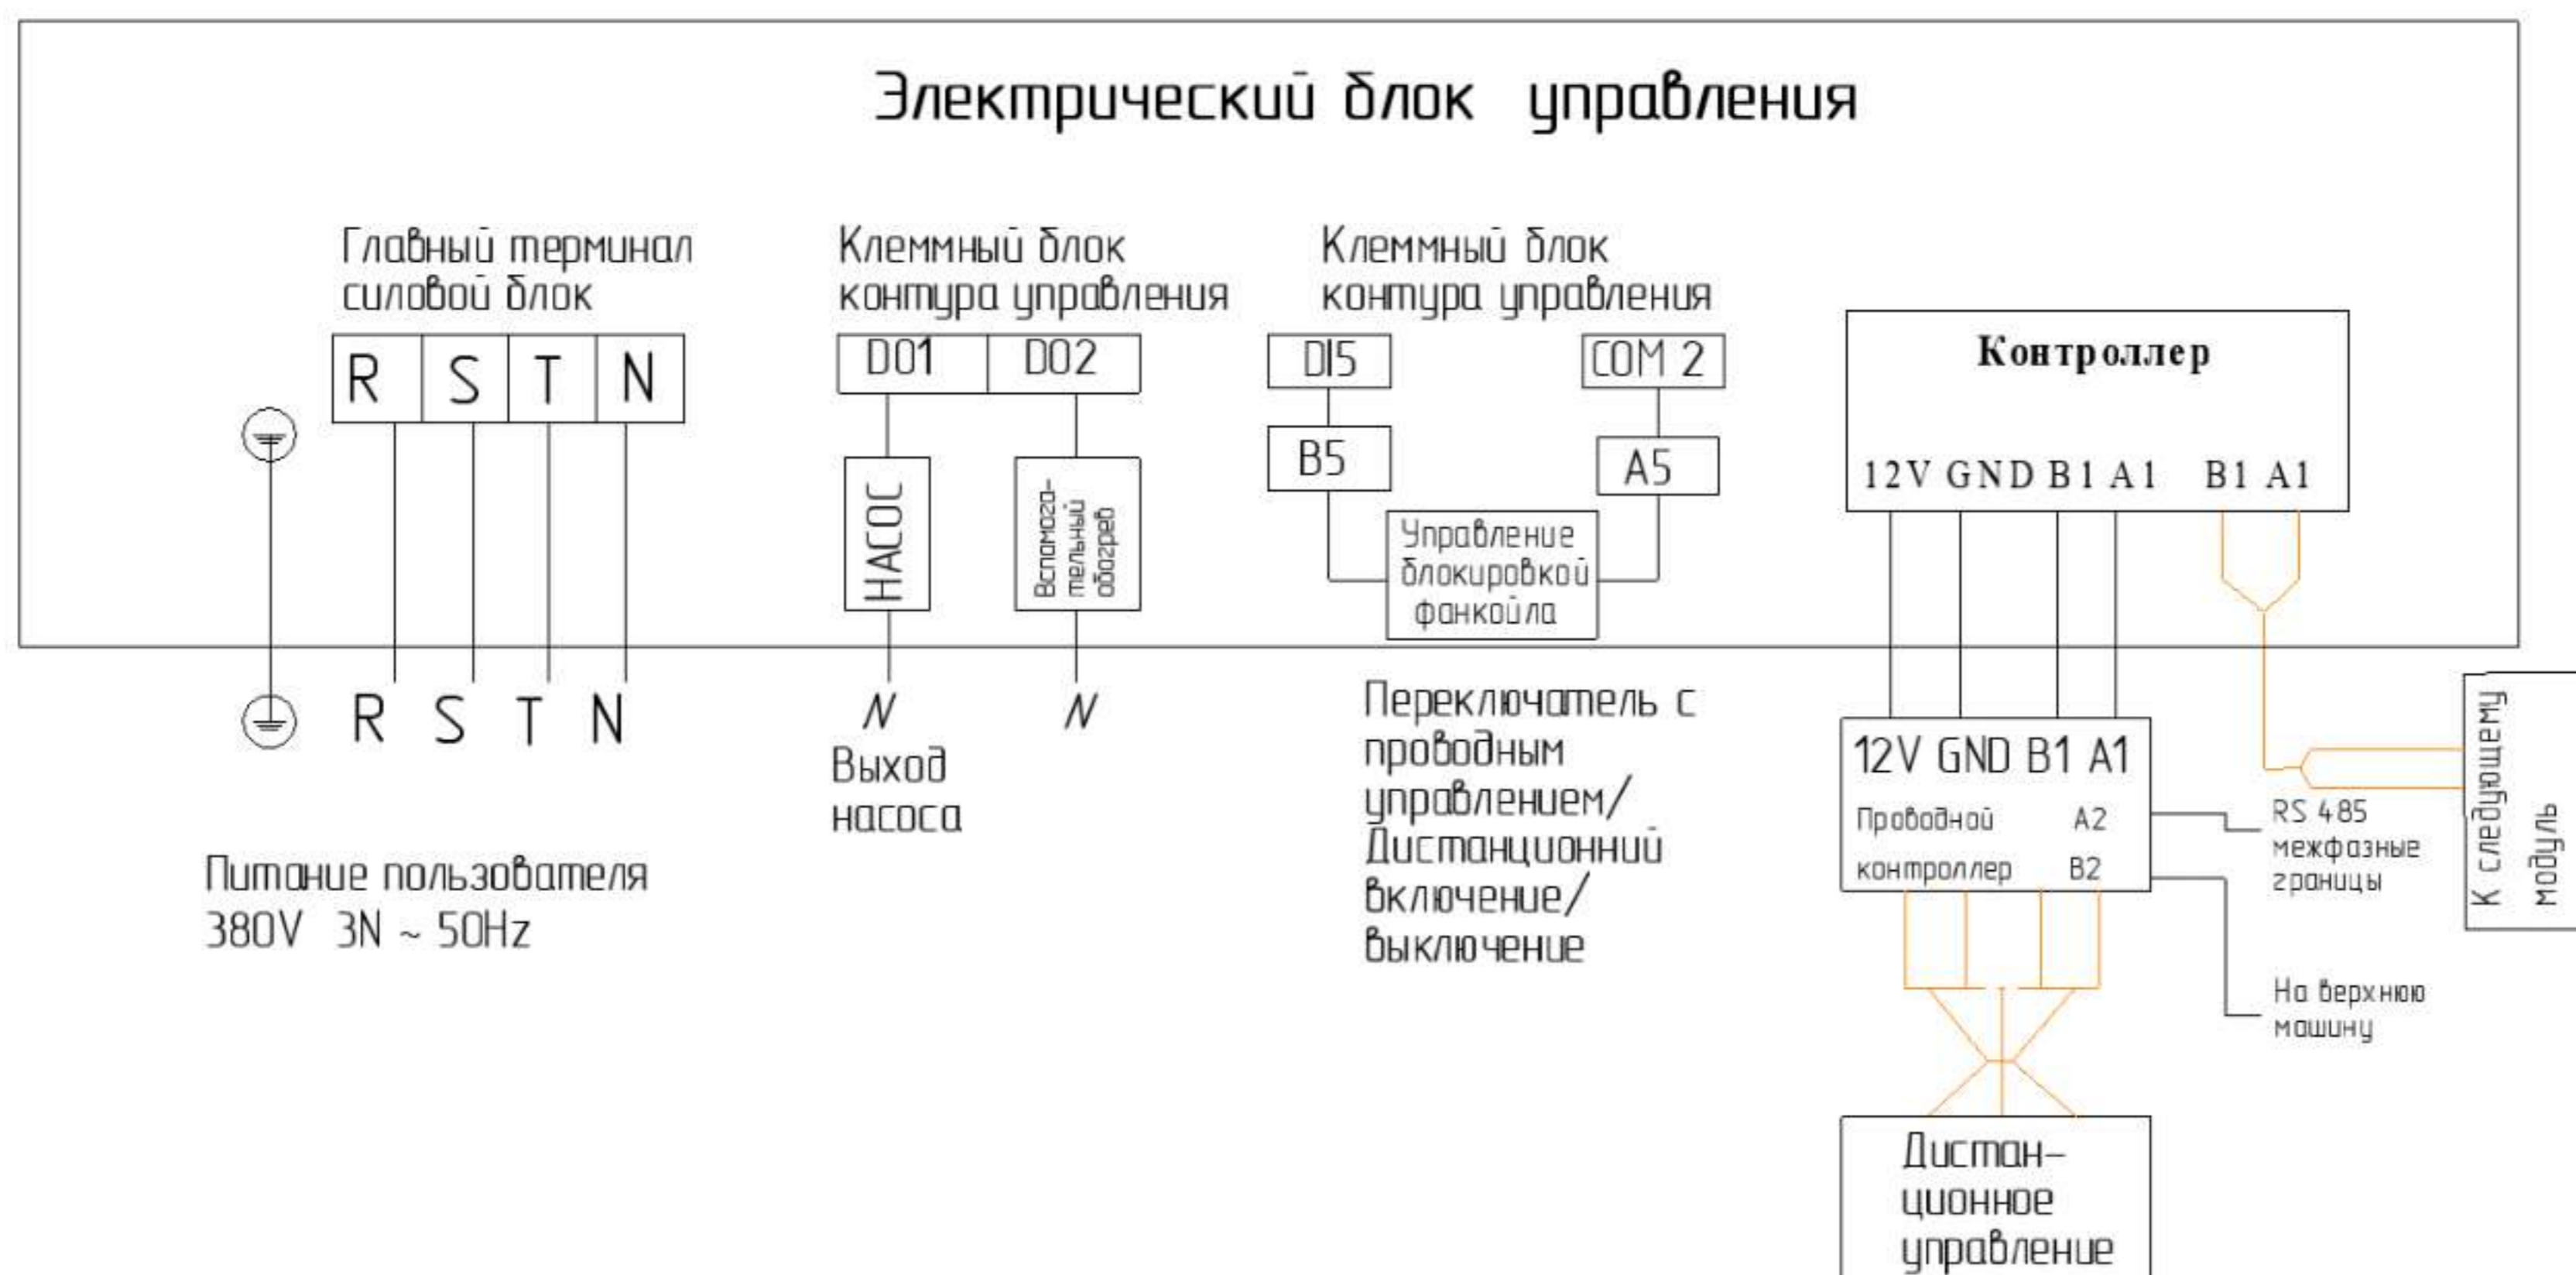 Электрический блок управления
Главный терминал
силовой блок
R S T N
R S T N
Питание пользователя
380V 3N ~ 50Hz
Клеммный блок
контура управления
DO1 DO2
НАСОС
Вспомога-
тельный
обогрев
N N
Выход
насоса
Клеммный блок
контура управления
DI5 COM 2
B5 A5
Управление
блокировкой
фанкойла
Переключатель с
проводным
управлением/
Дистанционний
включение/
выключение
Контроллер
12V GND B1 A1 B1 A1
12V GND B1 A1
Проводной A2
контроллер B2
RS 485
межфазные
границы
На верхнюю
машину
К следующему
модуль
Дистан-
ционное
управление